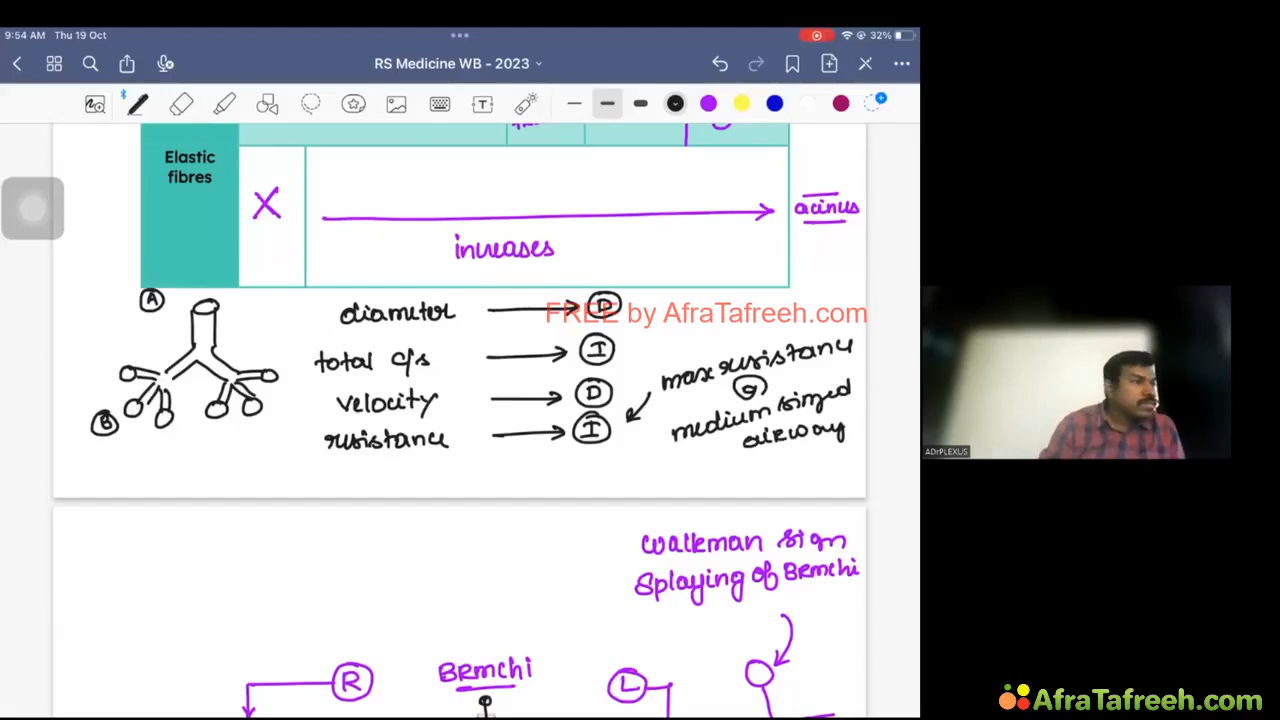 9:54 AM Thu 19 Oct
32%
RS Medicine WB - 2023
Elastic
fibres
X
increases
acinus
A
B
diameter → D
FREE by AfraTafreeh.com
total c/s → I
velocity → D
resistance → I
max resistance
@
medium sized
airway
ADrPLEXUS
Walkman sign
Splaying of Bronchi
R
Bronchi
L
AfraTafreeh.com